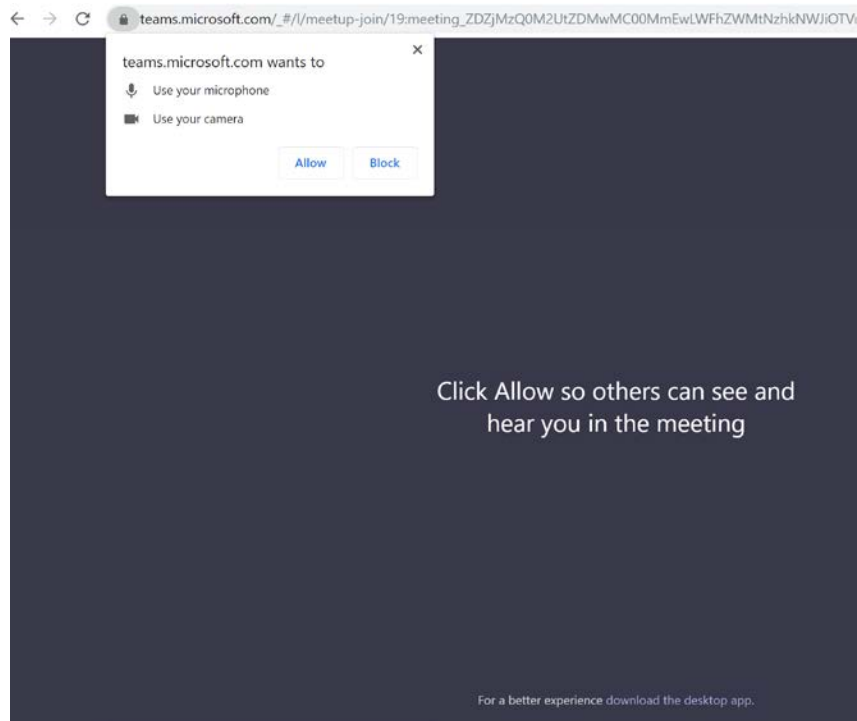 teams.microsoft.com/_#/l/meetup-join/19:meeting_ZDZjMzQ0M2UtZDMwMC00MmEwLWFhZWMtNzhkNWJiOTV
teams.microsoft.com wants to
Use your microphone
Use your camera
Allow Block
Click Allow so others can see and
hear you in the meeting
For a better experience download the desktop app.